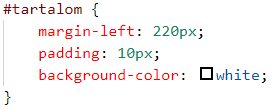 #tartalom {
    margin-left: 220px;
    padding: 10px;
    background-color: white;
}